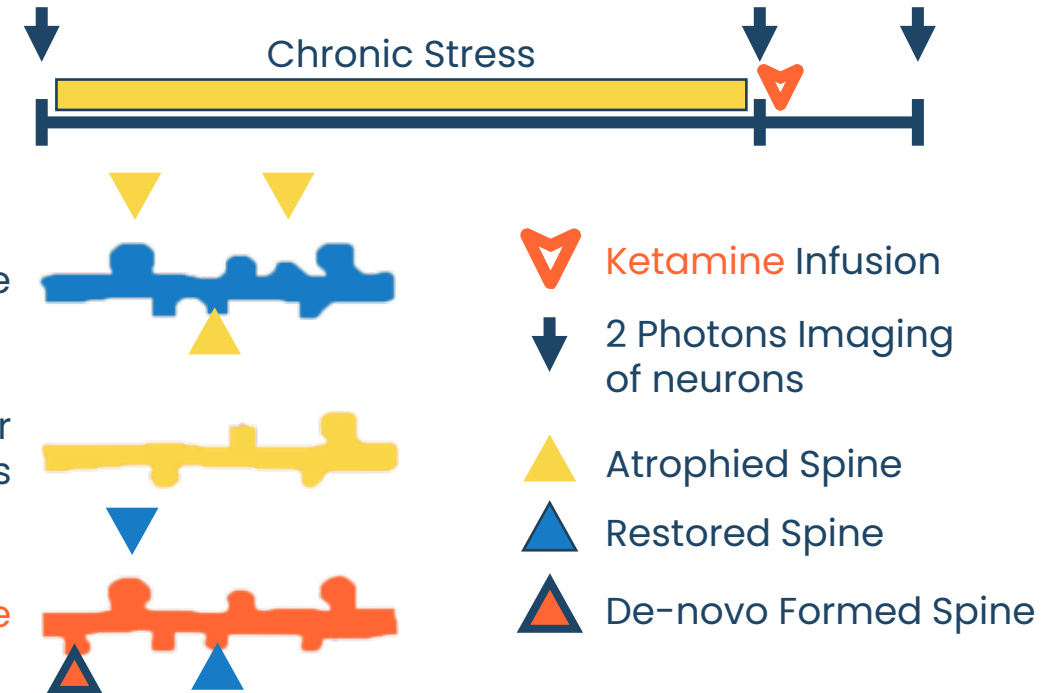 Chronic Stress
e
Ketamine Infusion
2 Photons Imaging
of neurons
r
s
Atrophied Spine
Restored Spine
e
De-novo Formed Spine